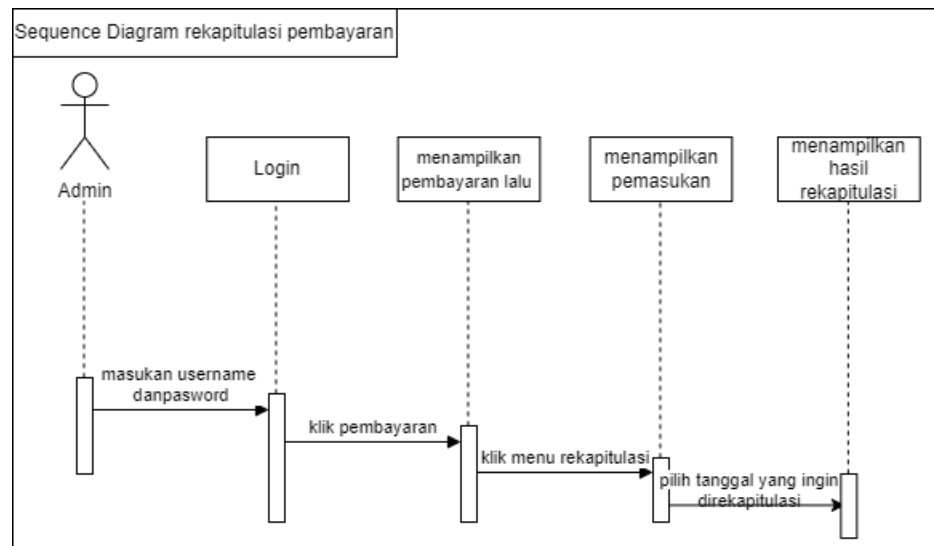 Sequence Diagram rekapitulasi pembayaran
Admin
Login
menampilkan
pembayaran lalu
menampilkan
pemasukan
menampilkan
hasil
rekapitulasi
masukan username
danpasword
klik pembayaran
klik menu rekapitulasi
pilih tanggal yang ingin
direkapitulasi